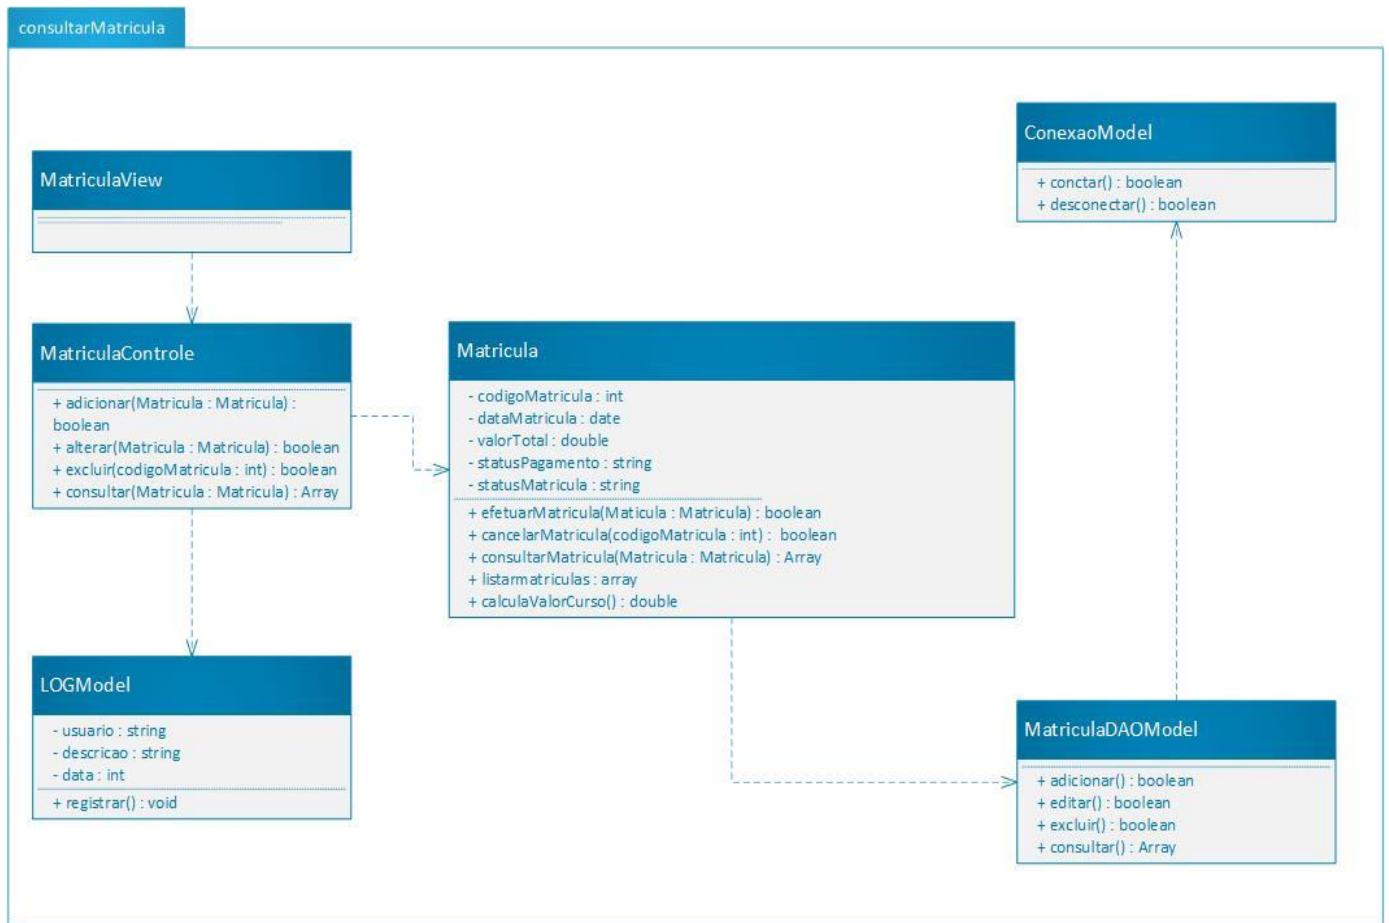 consultarMatricula
MatriculaView
MatriculaControle
+ adicionar(Matricula : Matricula) :
boolean
+ alterar(Matricula : Matricula) : boolean
+ excluir(codigoMatricula : int) : boolean
+ consultar(Matricula : Matricula) : Array
LOGModel
- usuario : string
- descricao : string
- data : int
+ registrar() : void
Matricula
- codigoMatricula : int
- dataMatricula : date
- valorTotal : double
- statusPagamento : string
- statusMatricula : string
+ efetuarMatricula(Maticula : Matricula) : boolean
+ cancelarMatricula(codigoMatricula : int) : boolean
+ consultarMatricula(Matricula : Matricula) : Array
+ listarmatriculas : array
+ calculaValorCurso() : double
ConexaoModel
+ conctar() : boolean
+ desconectar() : boolean
MatriculaDAOModel
+ adicionar() : boolean
+ editar() : boolean
+ excluir() : boolean
+ consultar() : Array